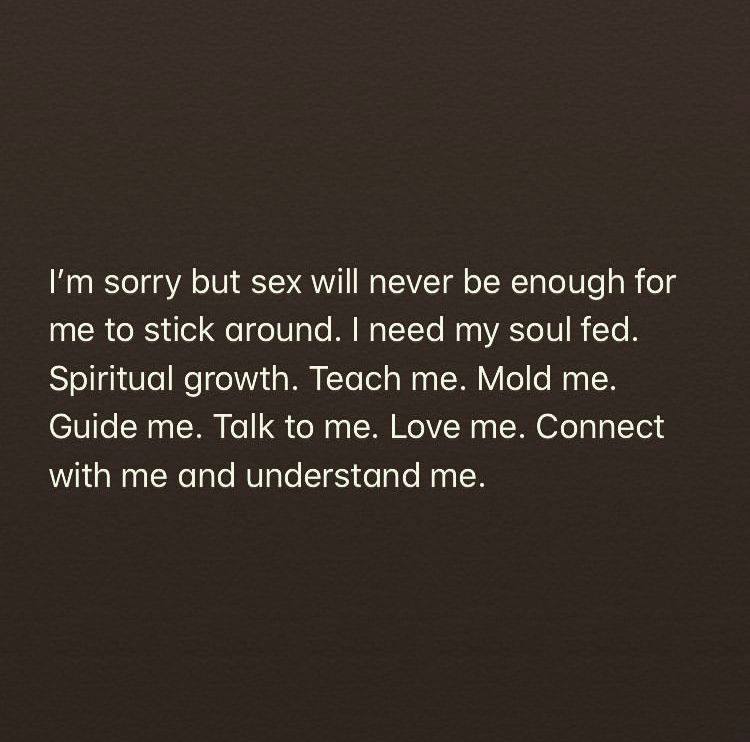 I’m sorry but sex will never be enough for
me to stick around. I need my soul fed.
Spiritual growth. Teach me. Mold me.
Guide me. Talk to me. Love me. Connect
with me and understand me.